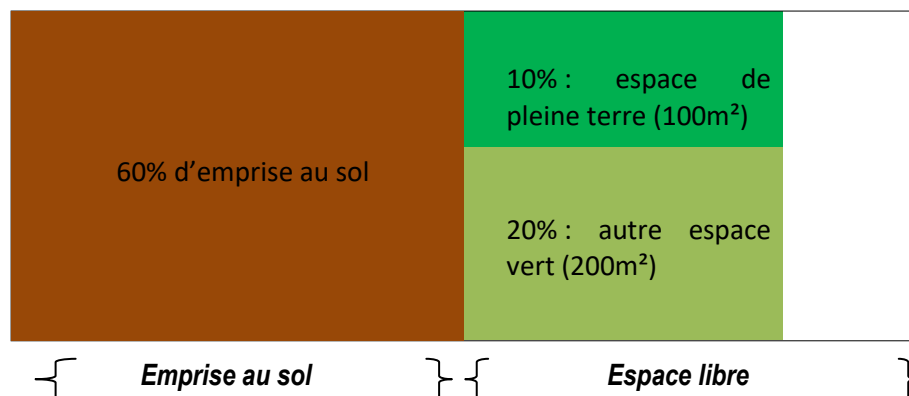 10% : espace de
pleine terre (100m²)
60% d’emprise au sol
20% : autre espace
vert (200m²)
Emprise au sol
Espace libre